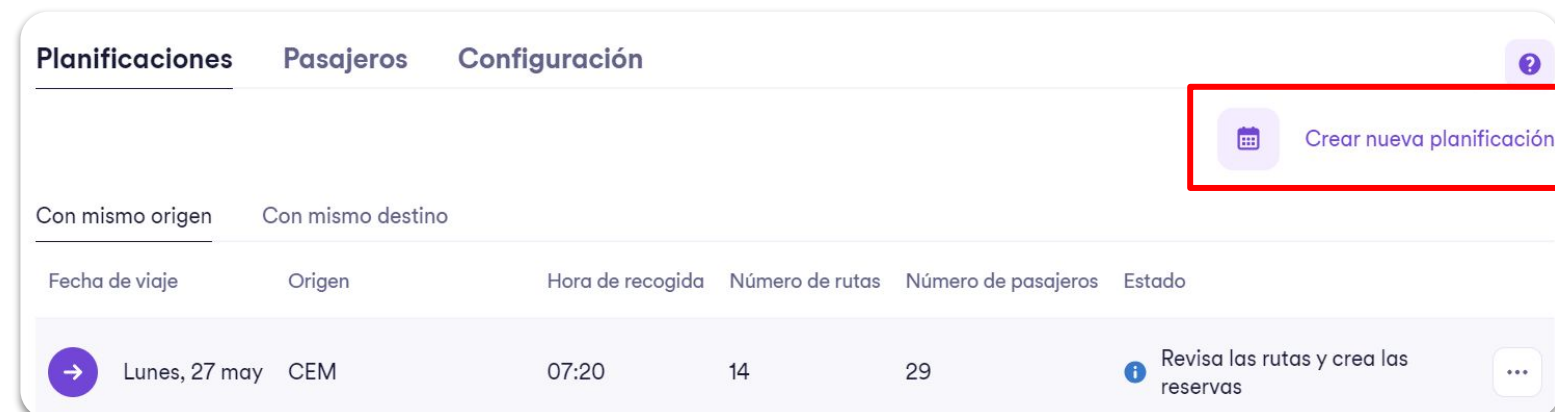 Planificaciones Pasajeros Configuración
?
Crear nueva planificación
Con mismo origen Con mismo destino
Fecha de viaje Origen Hora de recogida Número de rutas Número de pasajeros Estado
Lunes, 27 may CEM 07:20 14 29 Revisa las rutas y crea las
reservas